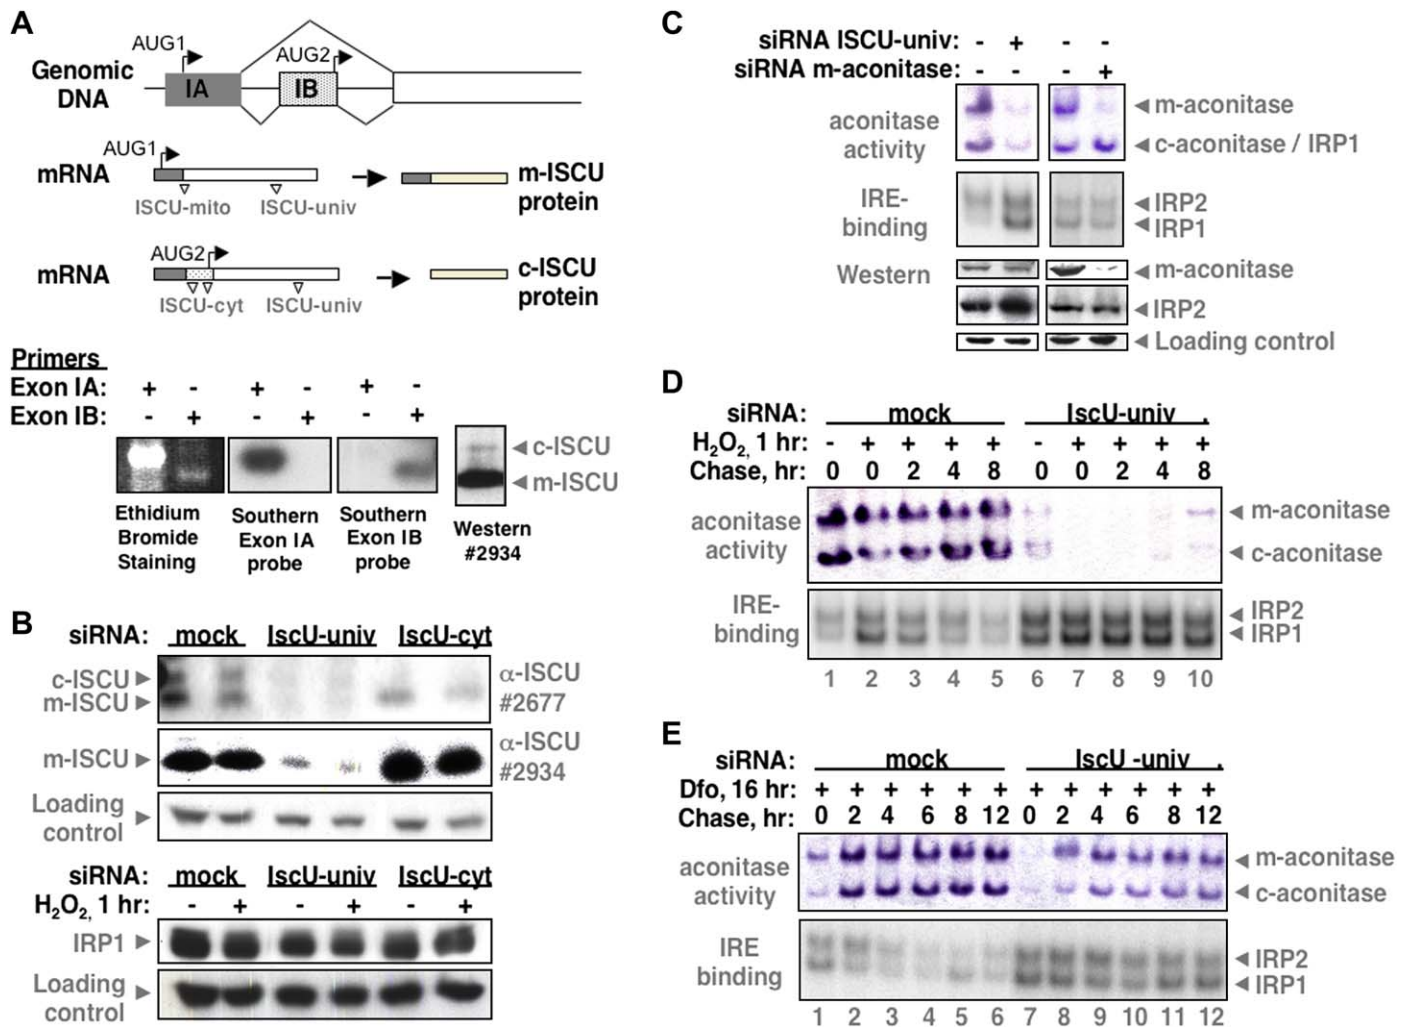 A
AUG1
AUG2
Genomic DNA
IA
IB
AUG1
mRNA
m-ISCU protein
ISCU-mito
ISCU-univ
AUG2
mRNA
c-ISCU protein
ISCU-cyt
ISCU-univ
Primers
Exon IA: + - + - + -
Exon IB: - + - + - +
c-ISCU
m-ISCU
Ethidium Bromide Staining
Southern Exon IA probe
Southern Exon IB probe
Western #2934
B
siRNA: mock IscU-univ IscU-cyt
c-ISCU
m-ISCU
α-ISCU #2677
m-ISCU
α-ISCU #2934
Loading control
siRNA: mock IscU-univ IscU-cyt
H2O2, 1 hr: - + - + - +
IRP1
Loading control
C
siRNA ISCU-univ: - + - -
siRNA m-aconitase: - - - +
aconitase activity
m-aconitase
c-aconitase / IRP1
IRE-binding
IRP2
IRP1
Western
m-aconitase
IRP2
Loading control
D
siRNA: mock IscU-univ .
H2O2, 1 hr: - + + + + - + + + +
Chase, hr: 0 0 2 4 8 0 0 2 4 8
aconitase activity
m-aconitase
c-aconitase
IRE-binding
IRP2
IRP1
1 2 3 4 5 6 7 8 9 10
E
siRNA: mock IscU -univ .
Dfo, 16 hr: + + + + + + + + + + + +
Chase, hr: 0 2 4 6 8 12 0 2 4 6 8 12
aconitase activity
m-aconitase
c-aconitase
IRE binding
IRP2
IRP1
1 2 3 4 5 6 7 8 9 10 11 12